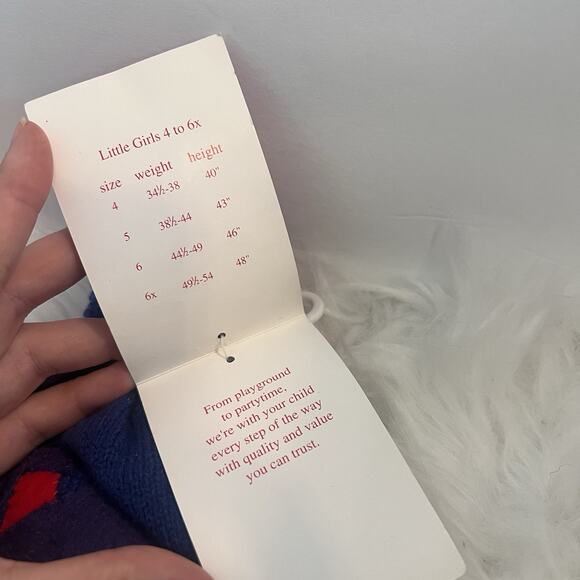 Little Girls 4 to 6x
size weight height
4 34½-38 40"
5 38½-44 43"
6 44½-49 46"
6x 49½-54 48"
From playground
to partytime,
we're with your child
every step of the way
with quality and value
you can trust.